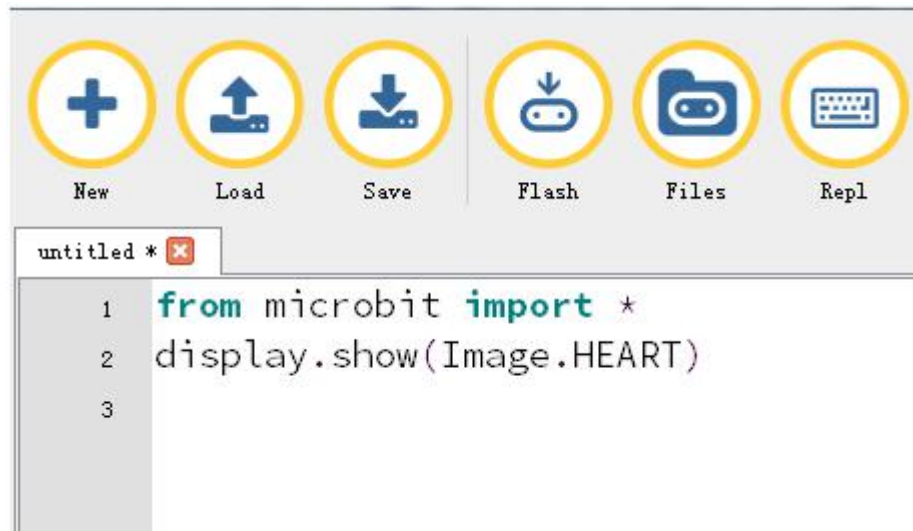 New Load Save Flash Files Repl
untitled *
1 from microbit import *
2 display.show(Image.HEART)
3